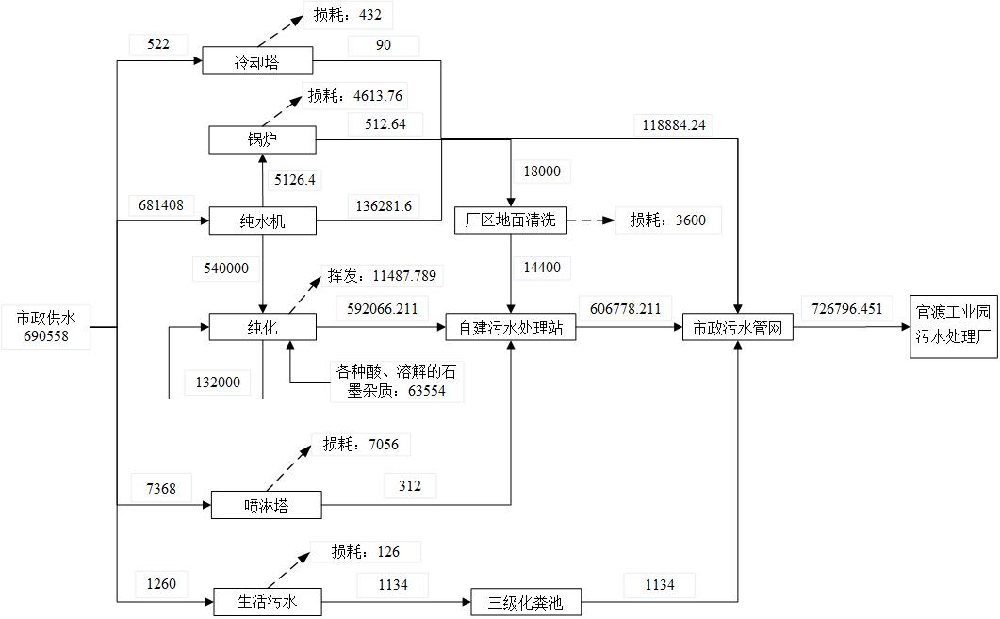 损耗：432
522
90
冷却塔
损耗：4613.76
512.64
118884.24
锅炉
5126.4
18000
681408
136281.6
纯水机
厂区地面清洗
损耗：3600
540000
挥发：11487.789
14400
市政供水
690558
592066.211
606778.211
726796.451
纯化
自建污水处理站
市政污水管网
官渡工业园
污水处理厂
132000
各种酸、溶解的石
墨杂质：63554
损耗：7056
7368
312
喷淋塔
损耗：126
1260
1134
1134
生活污水
三级化粪池